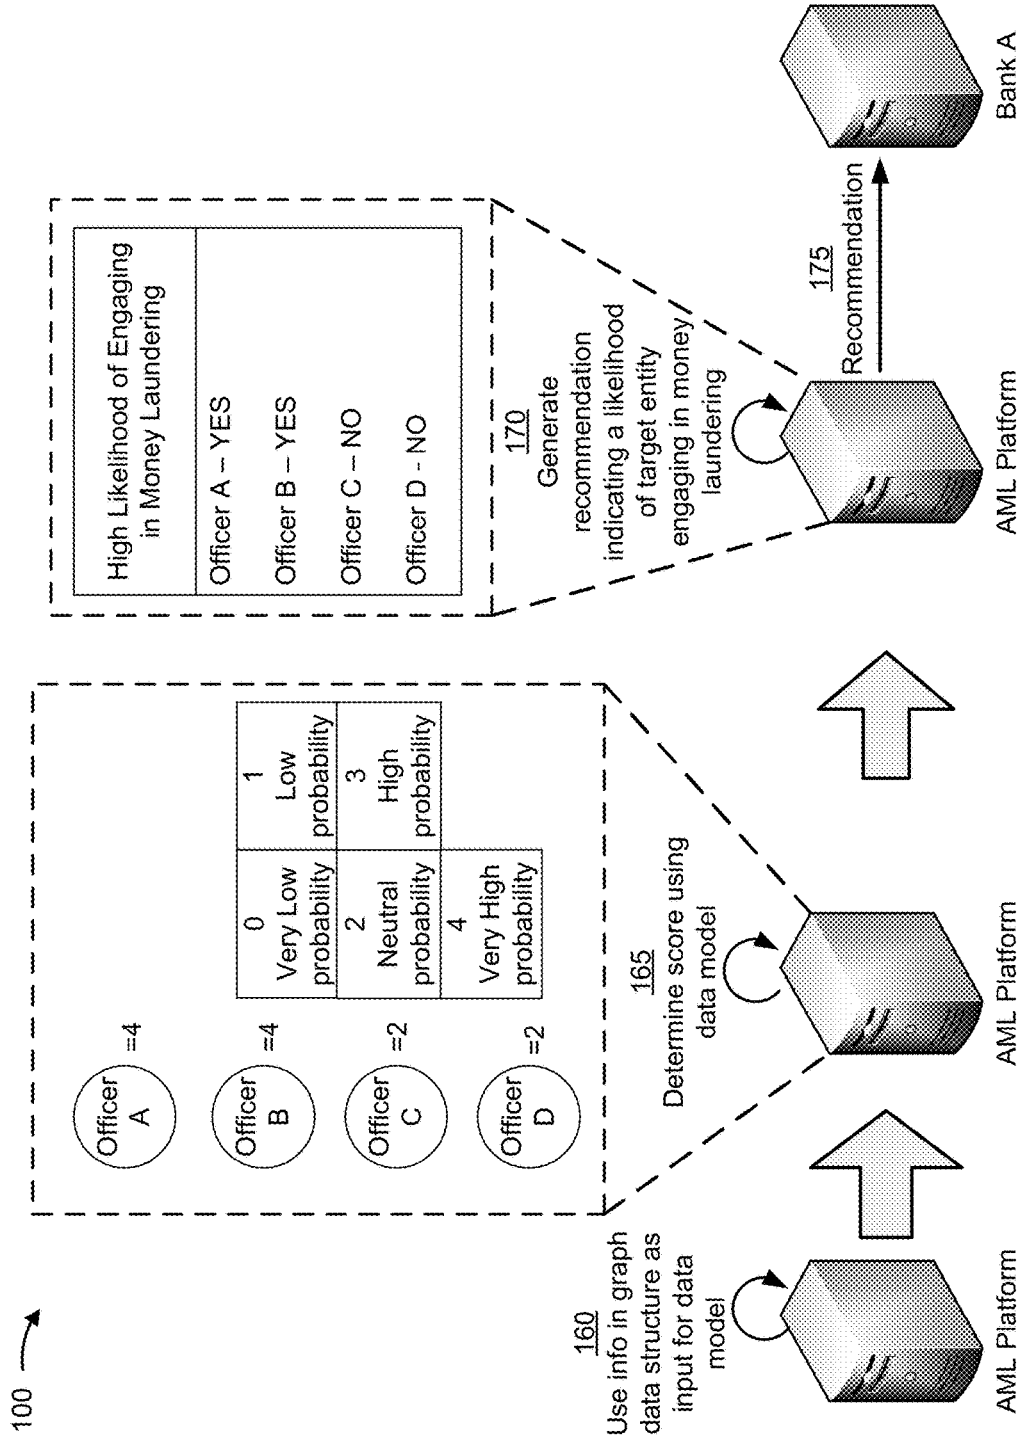 100
160
Use info in graph
data structure as
input for data
model
AML Platform
Officer
A
=4
Officer
B
=4
Officer
C
=2
Officer
D
=2
0
Very Low
probability
1
Low
probability
2
Neutral
probability
3
High
probability
4
Very High
probability
165
Determine score using
data model
AML Platform
High Likelihood of Engaging
in Money Laundering
Officer A – YES
Officer B – YES
Officer C – NO
Officer D - NO
170
Generate
recommendation
indicating a likelihood
of target entity
engaging in money
laundering
AML Platform
175
Recommendation
Bank A